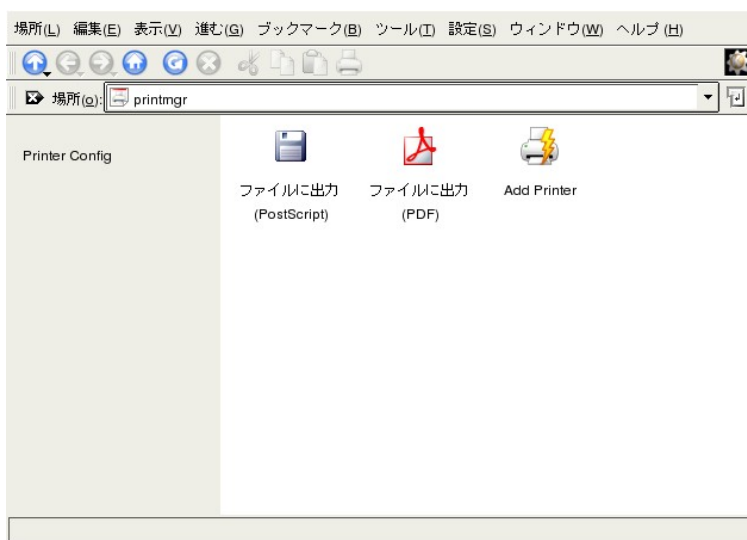 場所(L) 編集(E) 表示(V) 進む(G) ブックマーク(B) ツール(T) 設定(S) ウィンドウ(W) ヘルプ (H)
場所(o): printmgr
Printer Config
ファイルに出力 (PostScript)
ファイルに出力 (PDF)
Add Printer